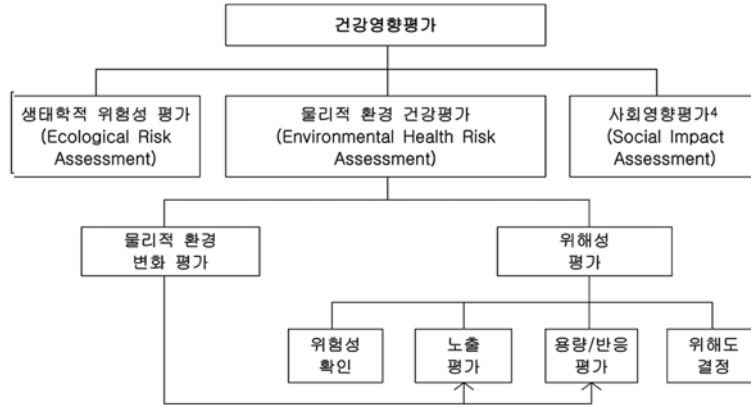 건강영향평가
생태학적 위험성 평가
(Ecological Risk
Assessment)
물리적 환경 건강평가
(Environmental Health Risk
Assessment)
사회영향평가4
(Social Impact
Assessment)
물리적 환경
변화 평가
위해성
평가
위험성
확인
노출
평가
용량/반응
평가
위해도
결정